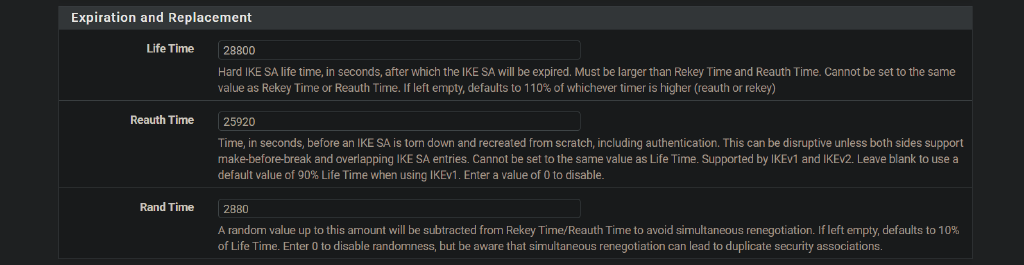 Expiration and Replacement
Life Time
28800
Hard IKE SA life time, in seconds, after which the IKE SA will be expired. Must be larger than Rekey Time and Reauth Time. Cannot be set to the same
value as Rekey Time or Reauth Time. If left empty, defaults to 110% of whichever timer is higher (reauth or rekey)
Reauth Time
25920
Time, in seconds, before an IKE SA is torn down and recreated from scratch, including authentication. This can be disruptive unless both sides support
make-before-break and overlapping IKE SA entries. Cannot be set to the same value as Life Time. Supported by IKEv1 and IKEv2. Leave blank to use a
default value of 90% Life Time when using IKEv1. Enter a value of 0 to disable.
Rand Time
2880
A random value up to this amount will be subtracted from Rekey Time/Reauth Time to avoid simultaneous renegotiation. If left empty, defaults to 10%
of Life Time. Enter 0 to disable randomness, but be aware that simultaneous renegotiation can lead to duplicate security associations.